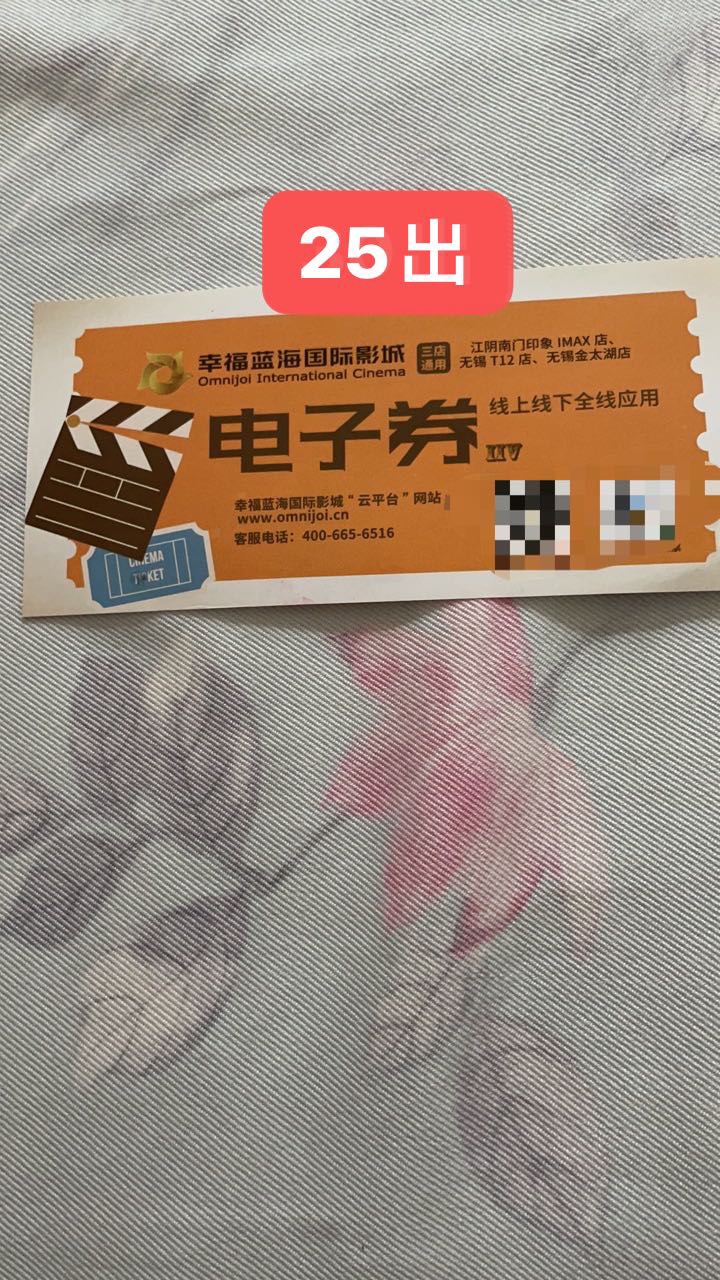 25出
幸福蓝海国际影城
Omnijoi International Cinema
三店
通用
江阴南门印象 IMAX 店、
无锡 T12 店、无锡金太湖店
电子券
线上线下全线应用
幸福蓝海国际影城“云平台”网站
www.omnijoi.cn
客服电话：400-665-6516
CINEMA
TICKET